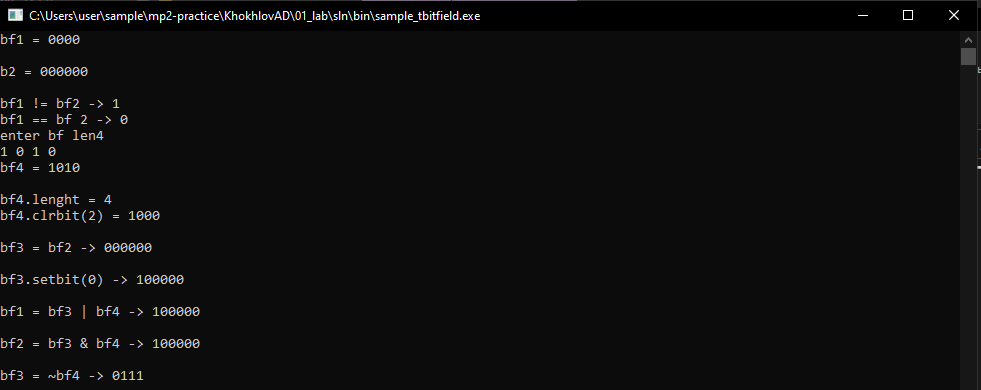 C:\Users\user\sample\mp2-practice\KhokhlovAD\01_lab\sln\bin\sample_tbitfield.exe
bf1 = 0000
b2 = 000000
bf1 != bf2 -> 1
bf1 == bf 2 -> 0
enter bf len4
1 0 1 0
bf4 = 1010
bf4.lenght = 4
bf4.clrbit(2) = 1000
bf3 = bf2 -> 000000
bf3.setbit(0) -> 100000
bf1 = bf3 | bf4 -> 100000
bf2 = bf3 & bf4 -> 100000
bf3 = ~bf4 -> 0111